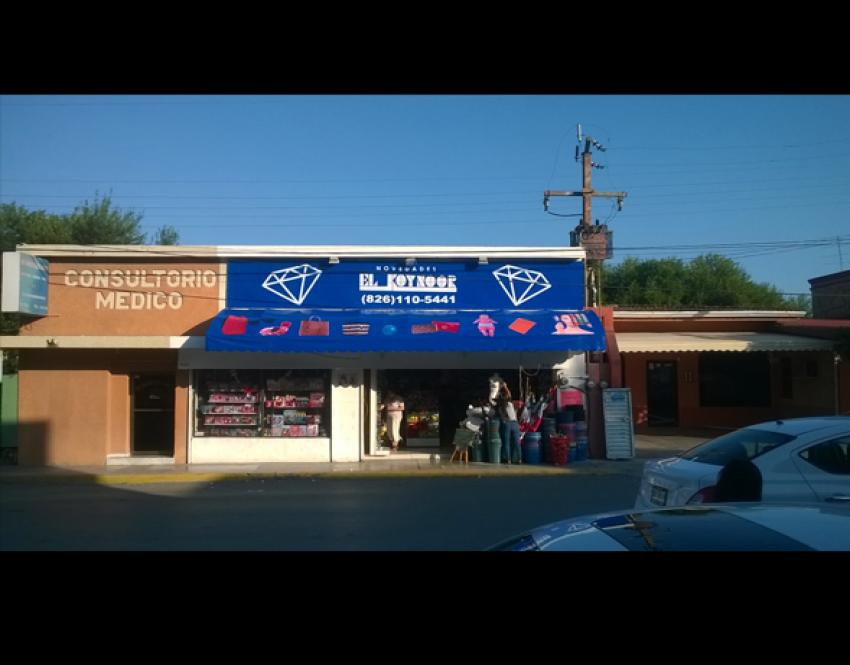 CONSULTORIO
MEDICO
NOVEDADES
EL KOYNOOR
(826)110-5441